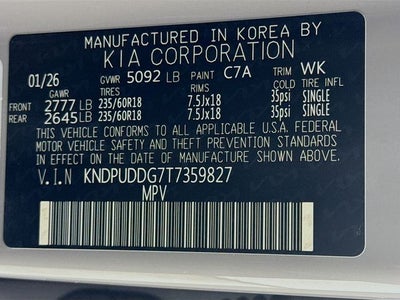 MANUFACTURED IN KOREA BY
KIA CORPORATION
01/26 GVWR 5092 LB PAINT C7A TRIM WK
GAWR TIRES RIMS COLD TIRE INFL
FRONT 2777 LB 235/60R18 7.5Jx18 35psi SINGLE
REAR 2645 LB 235/60R18 7.5Jx18 35psi SINGLE
THIS VEHICLE CONFORMS TO ALL APPLICABLE U.S.A. FEDERAL
MOTOR VEHICLE SAFETY AND THEFT PREVENTION STANDARDS
IN EFFECT ON THE DATE OF MANUFACTURE SHOWN ABOVE.
V.I.N KNDPUDDG7T7359827
MPV